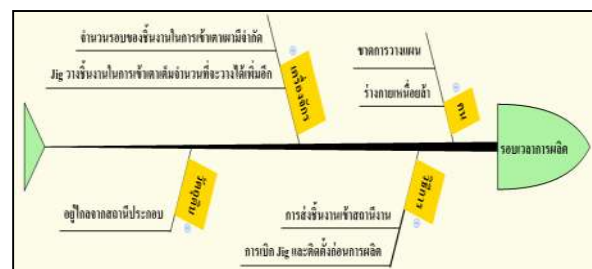 จำนวนรอบของชิ้นงานในการเข้าเตาเผามีจำกัด
Jig วางชิ้นงานในการเข้าเตาเต็มจำนวนที่จะวางได้เพิ่มอีก
เครื่องจักร
ขาดการวางแผน
ร่างกายเหนื่อยล้า
คน
รอบเวลาการผลิต
วัตถุดิบ
อยู่ไกลจากสถานีประกอบ
วิธีการ
การส่งชิ้นงานเข้าสถานีงาน
การเบิก Jig และติดตั้งก่อนการผลิต